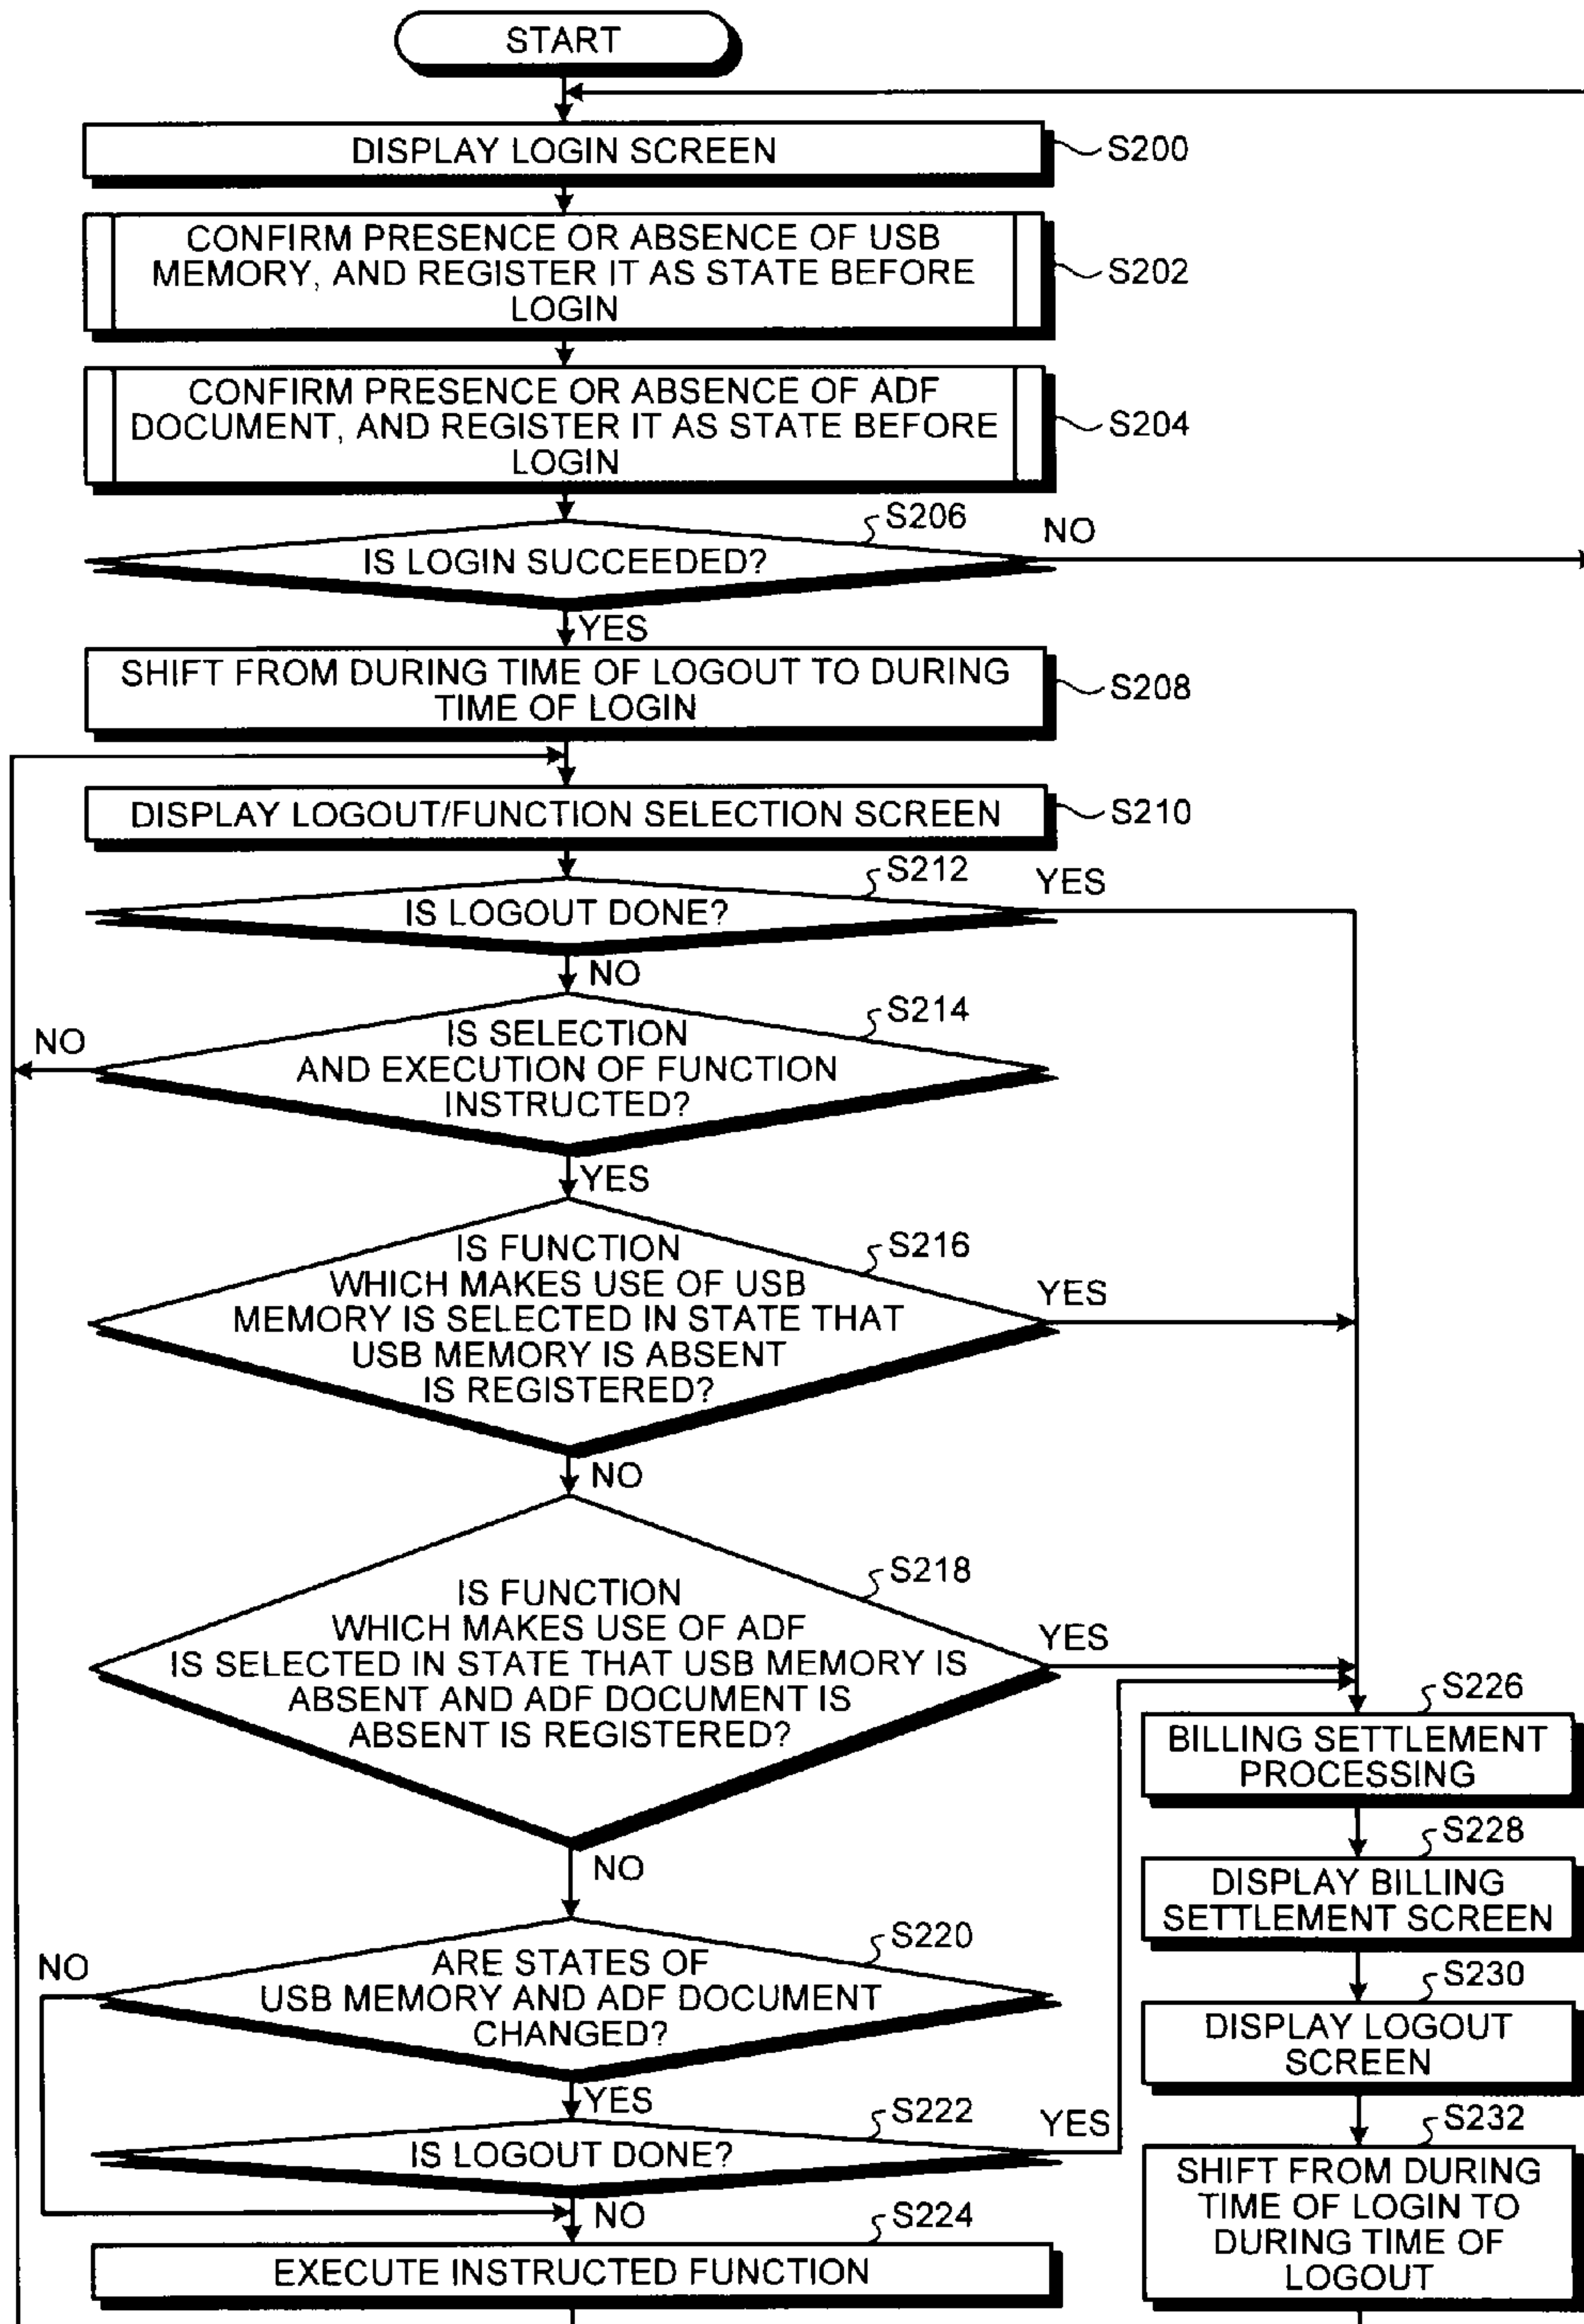 START
DISPLAY LOGIN SCREEN
S200
CONFIRM PRESENCE OR ABSENCE OF USB
MEMORY, AND REGISTER IT AS STATE BEFORE
LOGIN
S202
CONFIRM PRESENCE OR ABSENCE OF ADF
DOCUMENT, AND REGISTER IT AS STATE BEFORE
LOGIN
S204
S206
NO
IS LOGIN SUCCEEDED?
YES
SHIFT FROM DURING TIME OF LOGOUT TO DURING
TIME OF LOGIN
S208
DISPLAY LOGOUT/FUNCTION SELECTION SCREEN
S210
S212
YES
IS LOGOUT DONE?
NO
S214
NO
IS SELECTION
AND EXECUTION OF FUNCTION
INSTRUCTED?
YES
S216
IS FUNCTION
WHICH MAKES USE OF USB
MEMORY IS SELECTED IN STATE THAT
USB MEMORY IS ABSENT
IS REGISTERED?
YES
NO
S218
IS FUNCTION
WHICH MAKES USE OF ADF
IS SELECTED IN STATE THAT USB MEMORY IS
ABSENT AND ADF DOCUMENT IS
ABSENT IS REGISTERED?
YES
NO
S220
NO
ARE STATES OF
USB MEMORY AND ADF DOCUMENT
CHANGED?
YES
S222
YES
IS LOGOUT DONE?
NO
S224
EXECUTE INSTRUCTED FUNCTION
S226
BILLING SETTLEMENT
PROCESSING
S228
DISPLAY BILLING
SETTLEMENT SCREEN
S230
DISPLAY LOGOUT
SCREEN
S232
SHIFT FROM DURING
TIME OF LOGIN TO
DURING TIME OF
LOGOUT